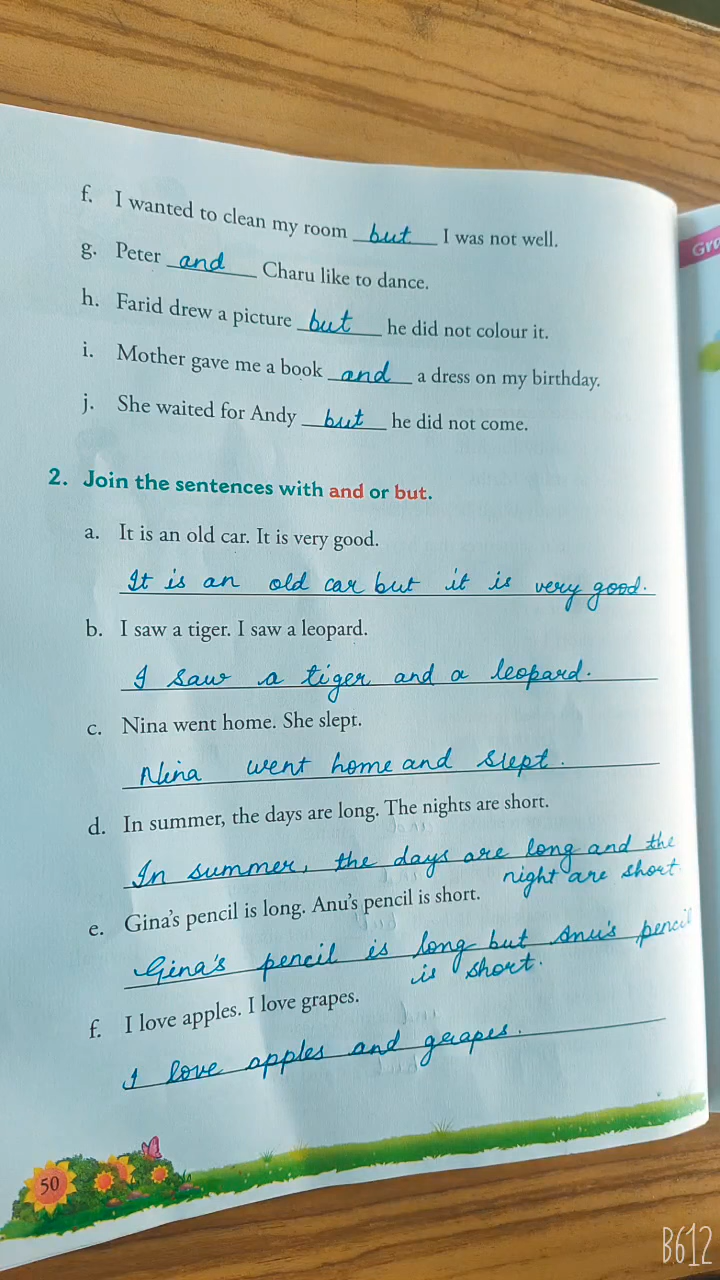 f. I wanted to clean my room but I was not well.
g. Peter and Charu like to dance.
h. Farid drew a picture but he did not colour it.
i. Mother gave me a book and a dress on my birthday.
j. She waited for Andy but he did not come.
2. Join the sentences with and or but.
a. It is an old car. It is very good.
It is an old car but it is very good.
b. I saw a tiger. I saw a leopard.
I saw a tiger and a leopard.
c. Nina went home. She slept.
Nina went home and slept.
d. In summer, the days are long. The nights are short.
In summer, the days are long and the
night are short
e. Gina's pencil is long. Anu's pencil is short.
Gina's pencil is long but Anu's pencil
is short.
f. I love apples. I love grapes.
I love apples and grapes.
50
Gra
B612